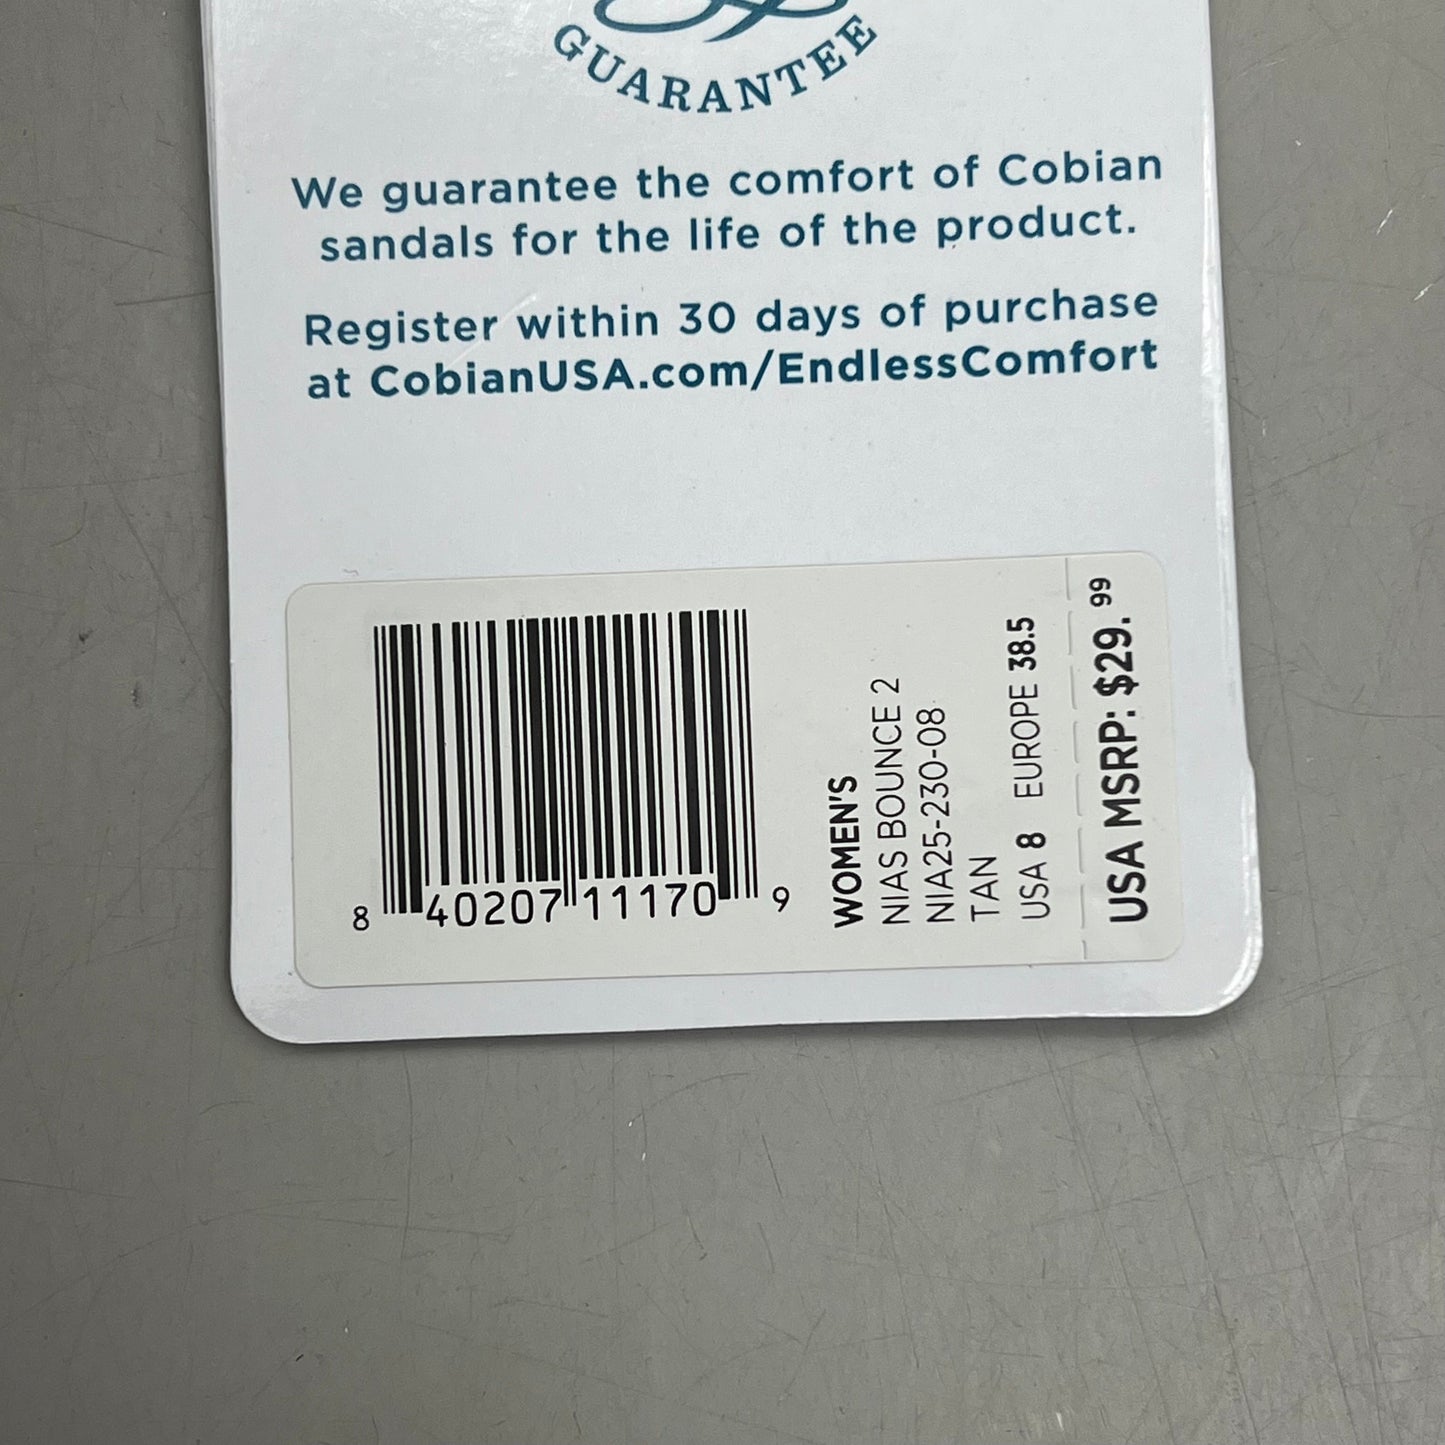 GUARANTEE
We guarantee the comfort of Cobian
sandals for the life of the product.
Register within 30 days of purchase
at CobianUSA.com/EndlessComfort
8 40207 11170 9
WOMEN'S
NIAS BOUNCE 2
NIA25-230-08
TAN
USA 8 EUROPE 38.5
USA MSRP: $29.99